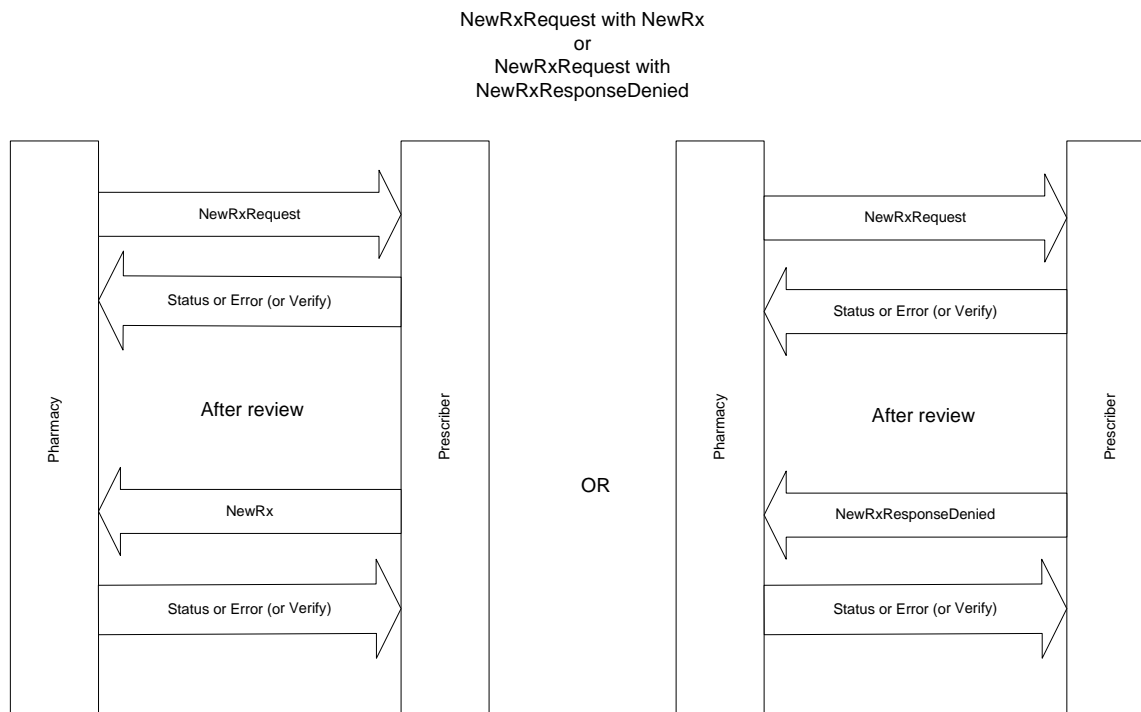 NewRxRequest with NewRx
or
NewRxRequest with
NewRxResponseDenied
NewRxRequest
Status or Error (or Verify)
After review
NewRx
Status or Error (or Verify)
Pharmacy
Prescriber
OR
NewRxRequest
Status or Error (or Verify)
After review
NewRxResponseDenied
Status or Error (or Verify)
Pharmacy
Prescriber